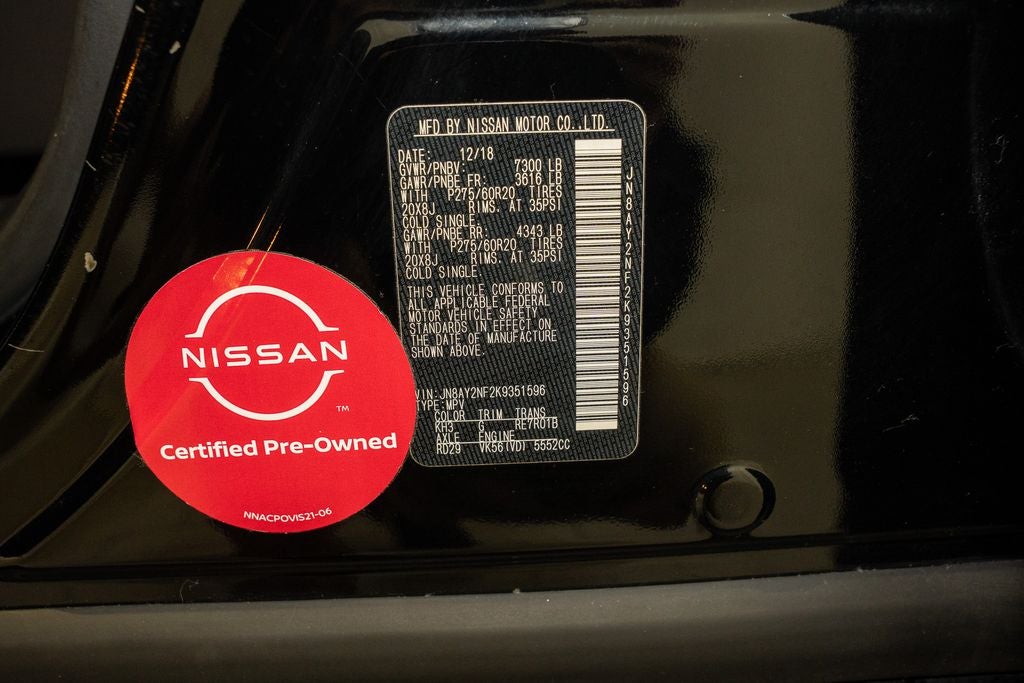 MFD BY NISSAN MOTOR CO., LTD.
DATE: 12/18
GVWR/PNBV: 7300 LB
GAWR/PNBE FR: 3616 LB
WITH P275/60R20 TIRES
20X8J RIMS. AT 35PSI
COLD SINGLE.
GAWR/PNBE RR: 4343 LB
WITH P275/60R20 TIRES
20X8J RIMS. AT 35PSI
COLD SINGLE.
THIS VEHICLE CONFORMS TO
ALL APPLICABLE FEDERAL
MOTOR VEHICLE SAFETY
STANDARDS IN EFFECT ON
THE DATE OF MANUFACTURE
SHOWN ABOVE.
VIN:JN8AY2NF2K9351596
TYPE:MPV
COLOR TRIM TRANS
KH3 G RE7R01B
AXLE ENGINE
RD29 VK56(VD) 5552CC
JN8AY2NF2K9351596
NISSAN
TM
Certified Pre-Owned
NNACPOVIS21-06